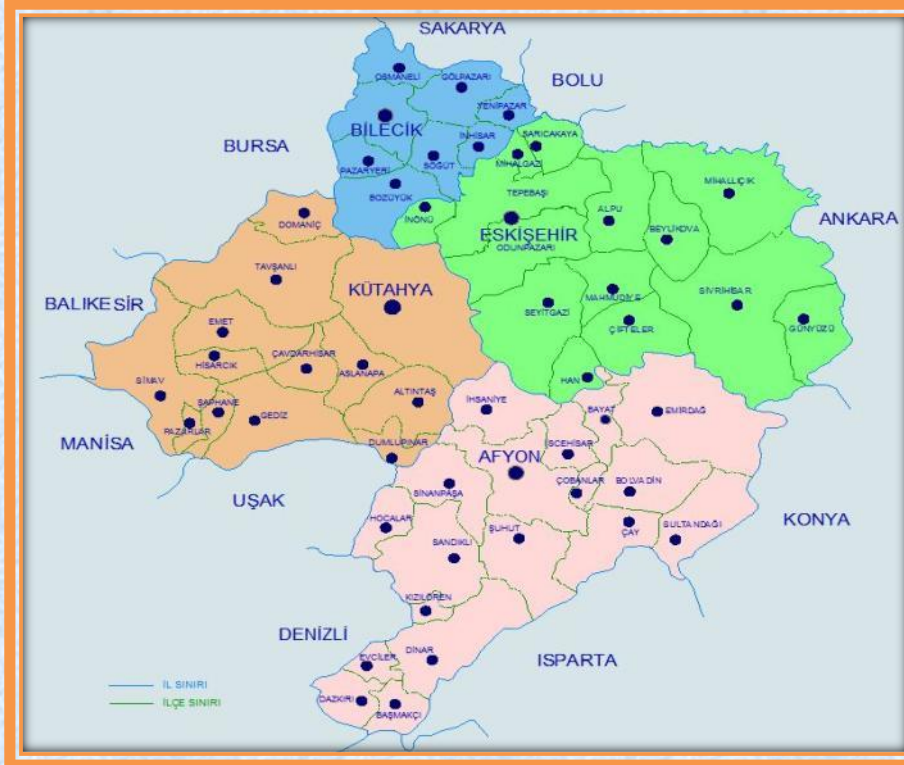 SAKARYA
OSMANELİ
GÖLPAZARI
BOLU
YENİPAZAR
BİLECİK
BURSA
İNHİSAR
SARICAKAYA
MİHALGAZİ
SÖĞÜT
PAZARYERİ
BOZÜYÜK
TEPEBAŞI
MİHALLIÇIK
İNÖNÜ
ALPU
ANKARA
DOMANİÇ
ESKİŞEHİR
BEYLİKOVA
ODUNPAZARI
TAVŞANLI
KÜTAHYA
BALIKESİR
SEYİTGAZİ
MAHMUDİYE
SİVRİHİSAR
EMET
ÇİFTELER
GÜNYÜZÜ
HİSARCIK
ÇAVDARHİSAR
ASLANAPA
SİMAV
HAN
ALTINTAŞ
ŞAPHANE
GEDİZ
PAZARLAR
İHSANİYE
BAYAT
EMİRDAĞ
MANİSA
DUMLUPINAR
İSCEHİSAR
AFYON
UŞAK
SİNANPAŞA
ÇOBANLAR
BOLVADİN
HOCALAR
ŞUHUT
ÇAY
SULTANDAĞI
KONYA
SANDIKLI
KIZILÖREN
DENİZLİ
EVCİLER
DİNAR
ISPARTA
İL SINIRI
DAZKIRI
İLÇE SINIRI
BAŞMAKÇI